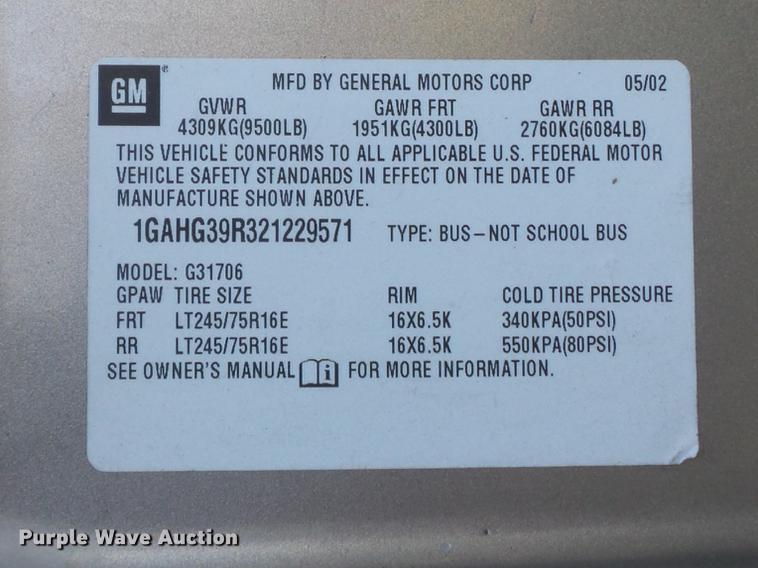 GM ® MFD BY GENERAL MOTORS CORP 05/02
GVWR GAWR FRT GAWR RR
4309KG(9500LB) 1951KG(4300LB) 2760KG(6084LB)
THIS VEHICLE CONFORMS TO ALL APPLICABLE U.S. FEDERAL MOTOR
VEHICLE SAFETY STANDARDS IN EFFECT ON THE DATE OF
MANUFACTURE SHOWN ABOVE.
1GAHG39R321229571 TYPE: BUS-NOT SCHOOL BUS
MODEL: G31706
GPAW TIRE SIZE RIM COLD TIRE PRESSURE
FRT LT245/75R16E 16X6.5K 340KPA(50PSI)
RR LT245/75R16E 16X6.5K 550KPA(80PSI)
SEE OWNER'S MANUAL i FOR MORE INFORMATION.
Purple Wave Auction